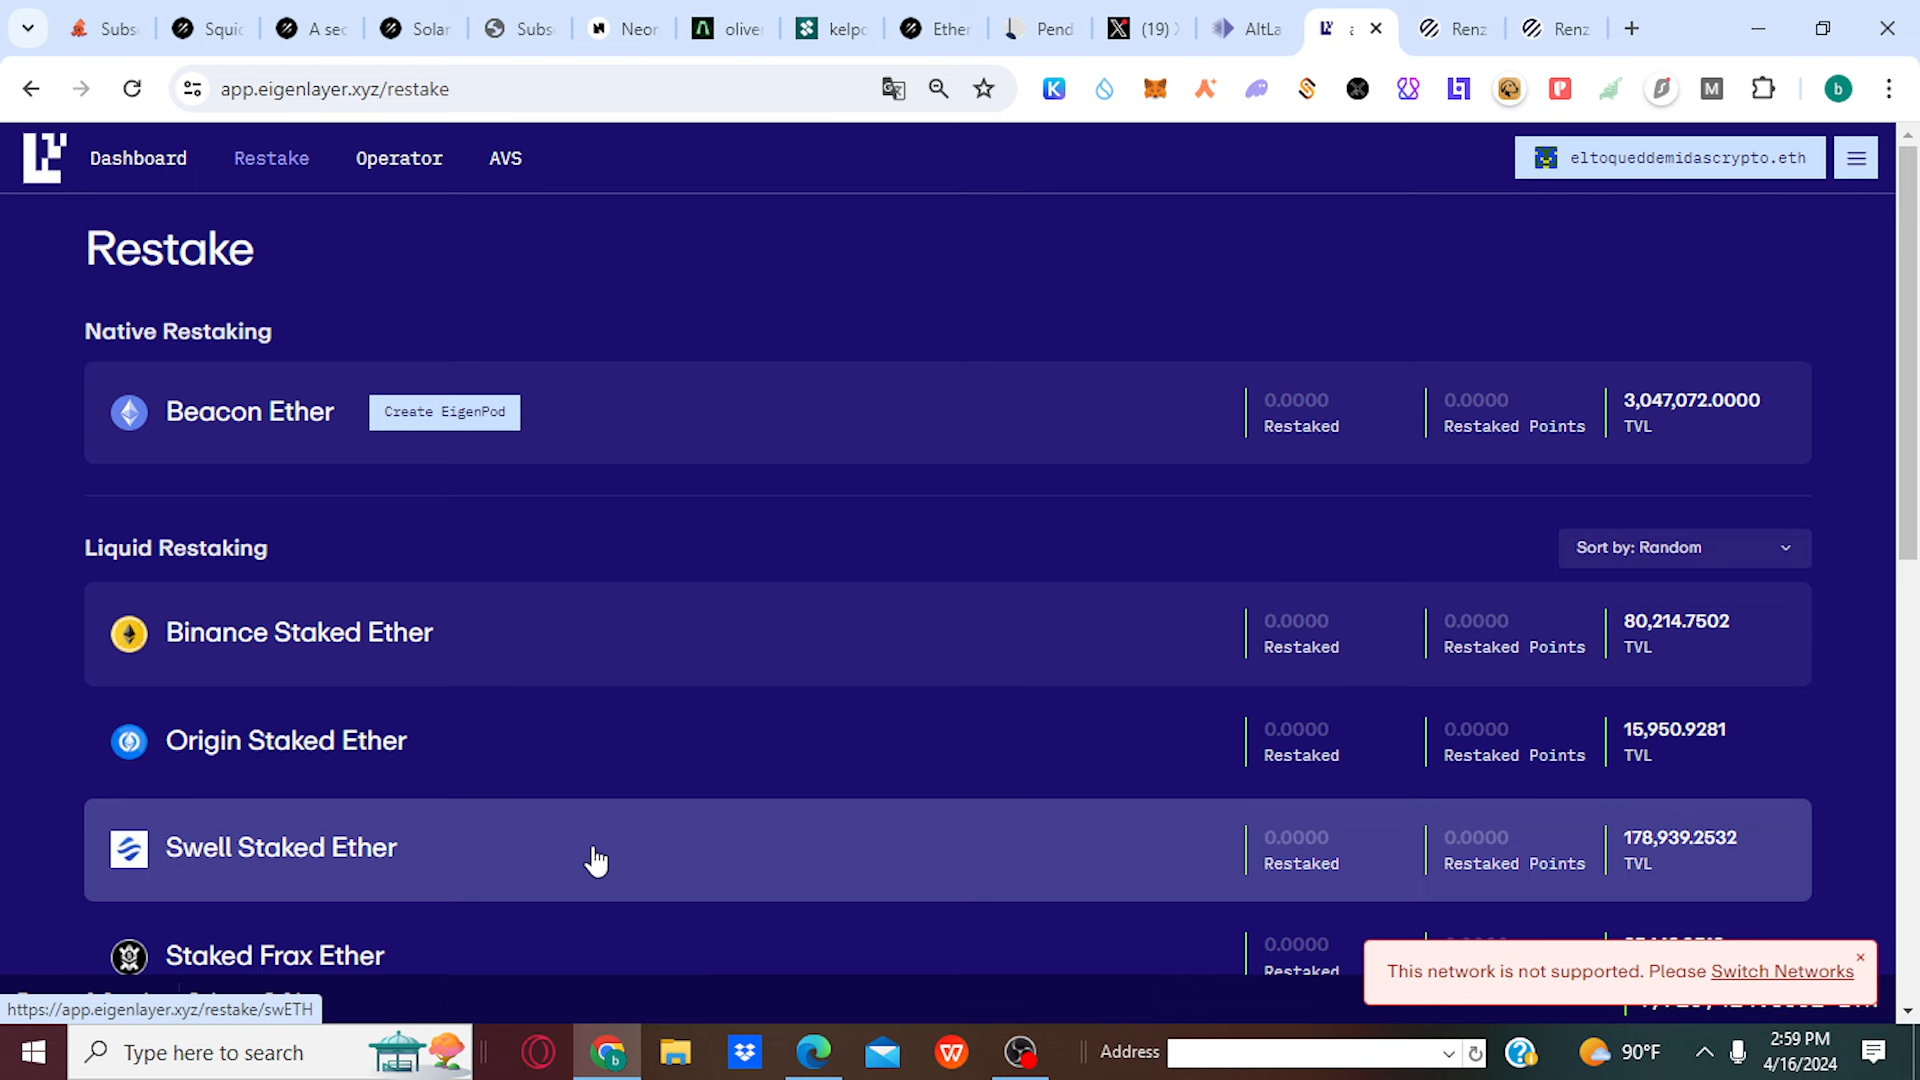 Subs
Squid
A sec
Solar
Subs
Neon
oliver
kelpc
Ether
Pend
(19)
AltLa
a
Renz
Renz
app.eigenlayer.xyz/restake
b
Dashboard
Restake
Operator
AVS
eltoqueddemidascrypto.eth
Restake
Native Restaking
Beacon Ether
Create EigenPod
0.0000
Restaked
0.0000
Restaked Points
3,047,072.0000
TVL
Liquid Restaking
Sort by: Random
Binance Staked Ether
0.0000
Restaked
0.0000
Restaked Points
80,214.7502
TVL
Origin Staked Ether
0.0000
Restaked
0.0000
Restaked Points
15,950.9281
TVL
Swell Staked Ether
0.0000
Restaked
0.0000
Restaked Points
178,939.2532
TVL
Staked Frax Ether
0.0000
Restaked
This network is not supported. Please Switch Networks
https://app.eigenlayer.xyz/restake/swETH
Type here to search
Address
90°F
2:59 PM
4/16/2024